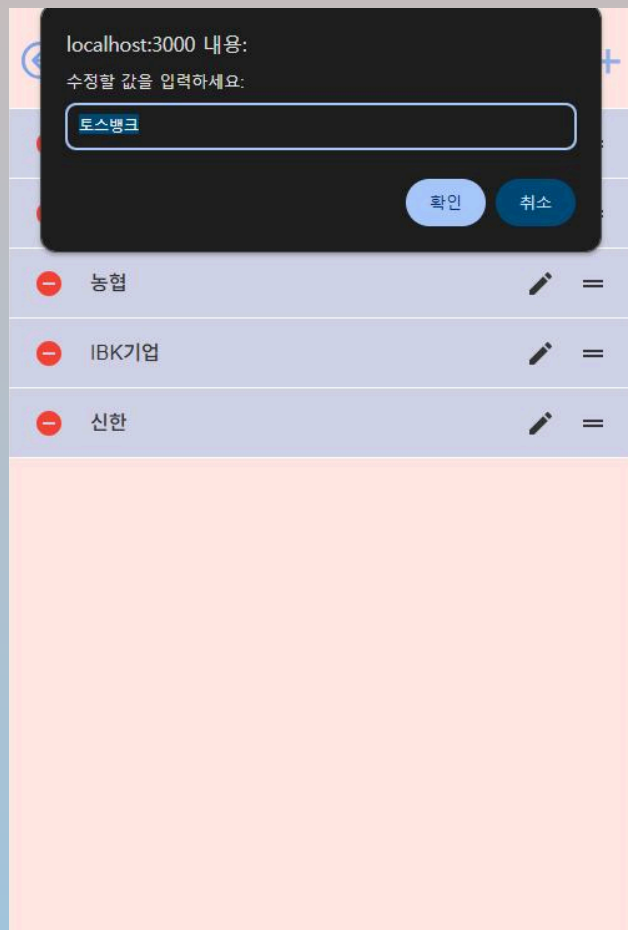 localhost:3000 내용:
수정할 값을 입력하세요:
토스뱅크
확인 취소
농협
IBK기업
신한